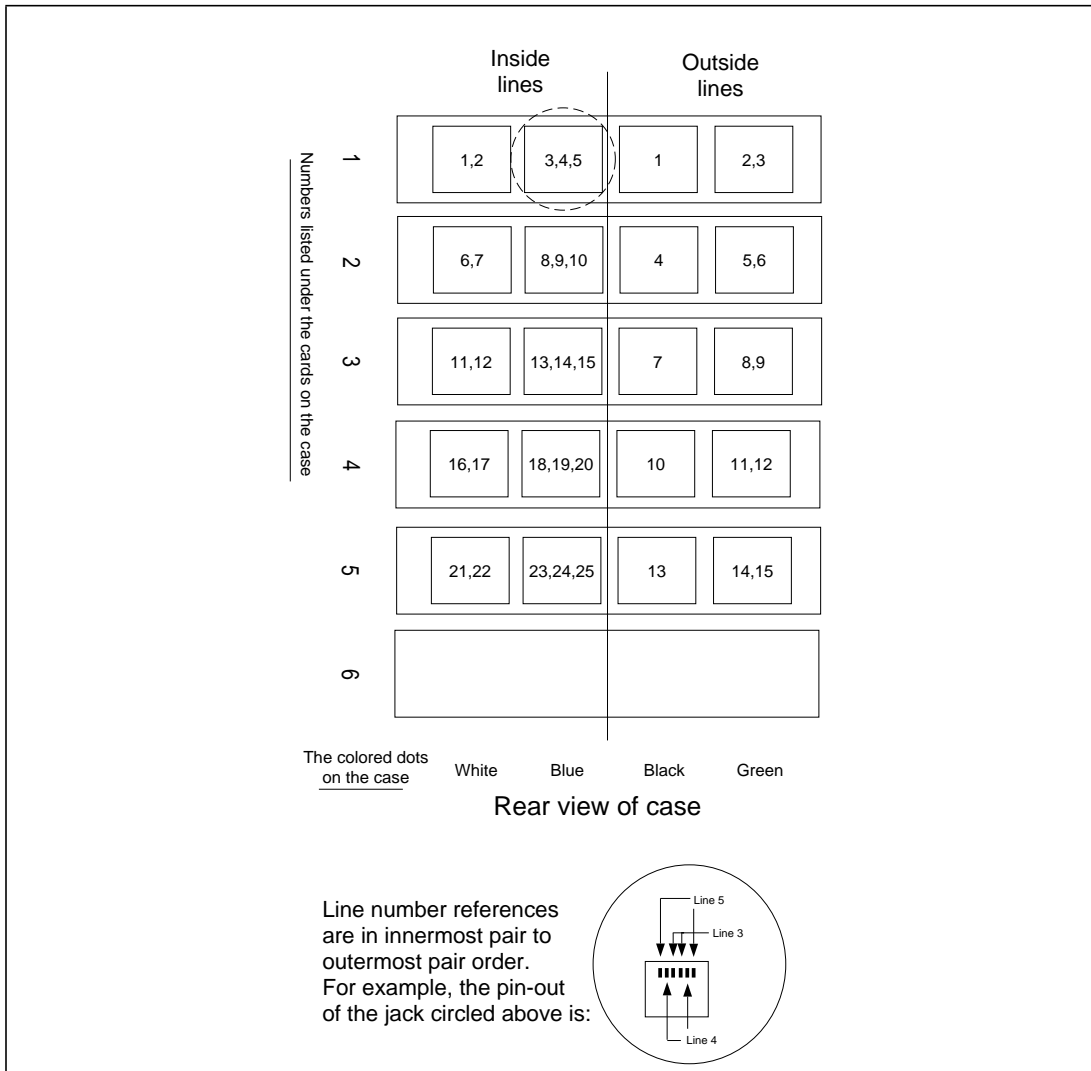 Inside
lines
Outside
lines
Numbers listed under the cards on the case
1
1,2
3,4,5
1
2,3
2
6,7
8,9,10
4
5,6
3
11,12
13,14,15
7
8,9
4
16,17
18,19,20
10
11,12
5
21,22
23,24,25
13
14,15
6
The colored dots
on the case
White
Blue
Black
Green
Rear view of case
Line number references
are in innermost pair to
outermost pair order.
For example, the pin-out
of the jack circled above is:
Line 5
Line 3
Line 4